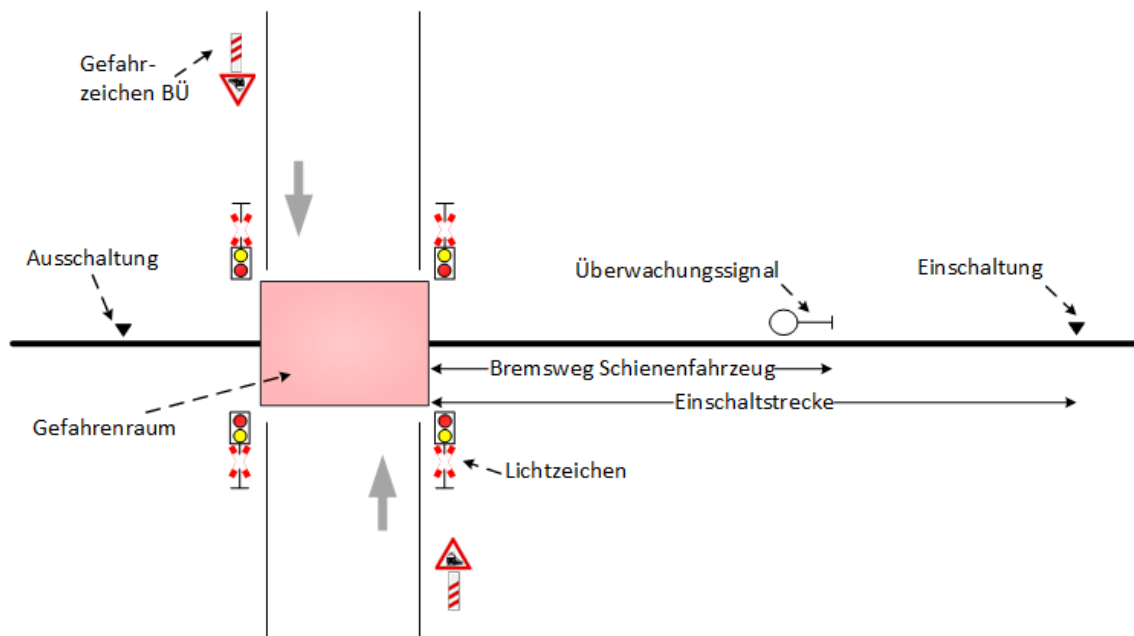 Gefahr-
zeichen BÜ
Ausschaltung
Überwachungssignal
Einschaltung
Bremsweg Schienenfahrzeug
Einschaltstrecke
Gefahrenraum
Lichtzeichen